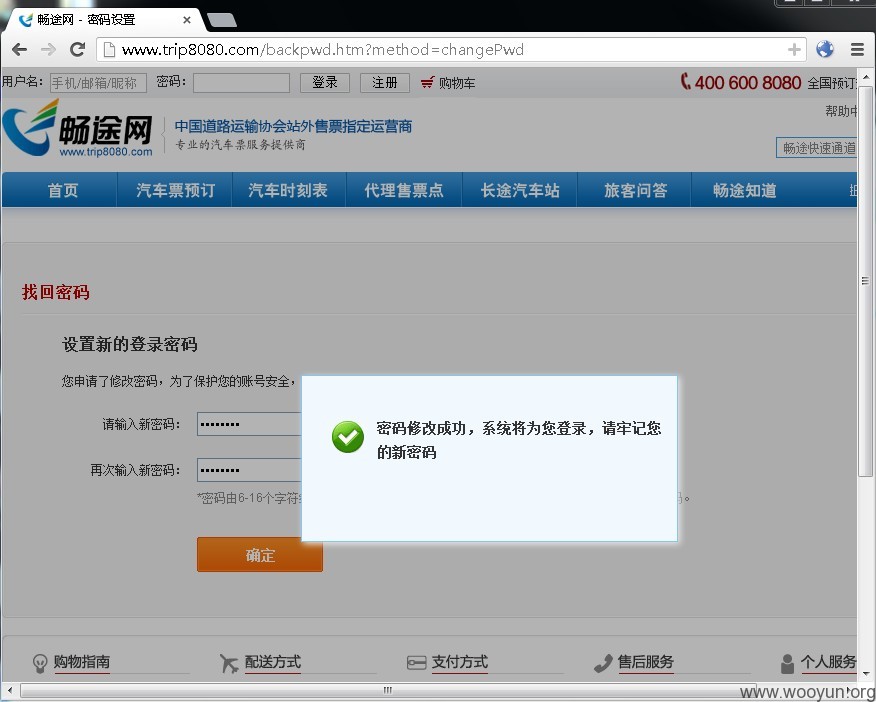 畅途网 - 密码设置
www.trip8080.com/backpwd.htm?method=changePwd
用户名： 手机/邮箱/昵称 密码： 登录 注册 购物车 400 600 8080 全国预订
帮助中
畅途网 中国道路运输协会站外售票指定运营商
www.trip8080.com 专业的汽车票服务提供商
畅途快速通道
首页 汽车票预订 汽车时刻表 代理售票点 长途汽车站 旅客问答 畅途知道
找回密码
设置新的登录密码
您申请了修改密码，为了保护您的账号安全，
请输入新密码： ••••••••
再次输入新密码： ••••••••
*密码由6-16个字符
码。
密码修改成功，系统将为您登录，请牢记您
的新密码
确定
购物指南 配送方式 支付方式 售后服务 个人服务
www.wooyun.org